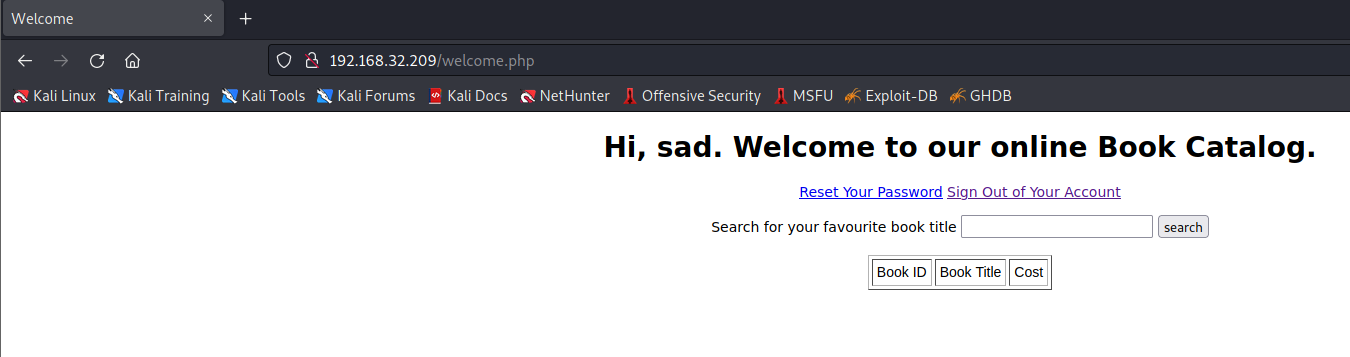 Welcome
192.168.32.209/welcome.php
Kali Linux Kali Training Kali Tools Kali Forums Kali Docs NetHunter Offensive Security MSFU Exploit-DB GHDB
Hi, sad. Welcome to our online Book Catalog.
Reset Your Password Sign Out of Your Account
Search for your favourite book title search
Book ID Book Title Cost